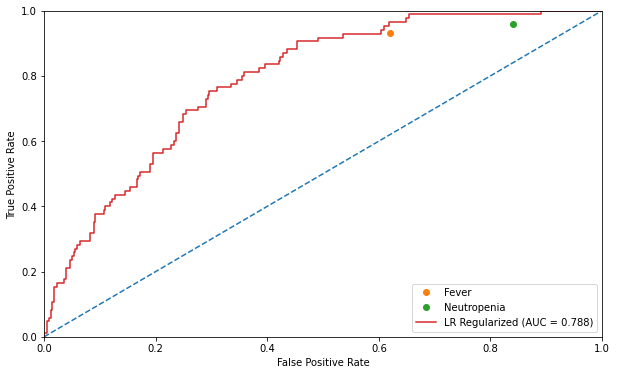 1.0
0.8
0.6
0.4
0.2
0.0
True Positive Rate
0.0 0.2 0.4 0.6 0.8 1.0
False Positive Rate
Fever
Neutropenia
LR Regularized (AUC = 0.788)